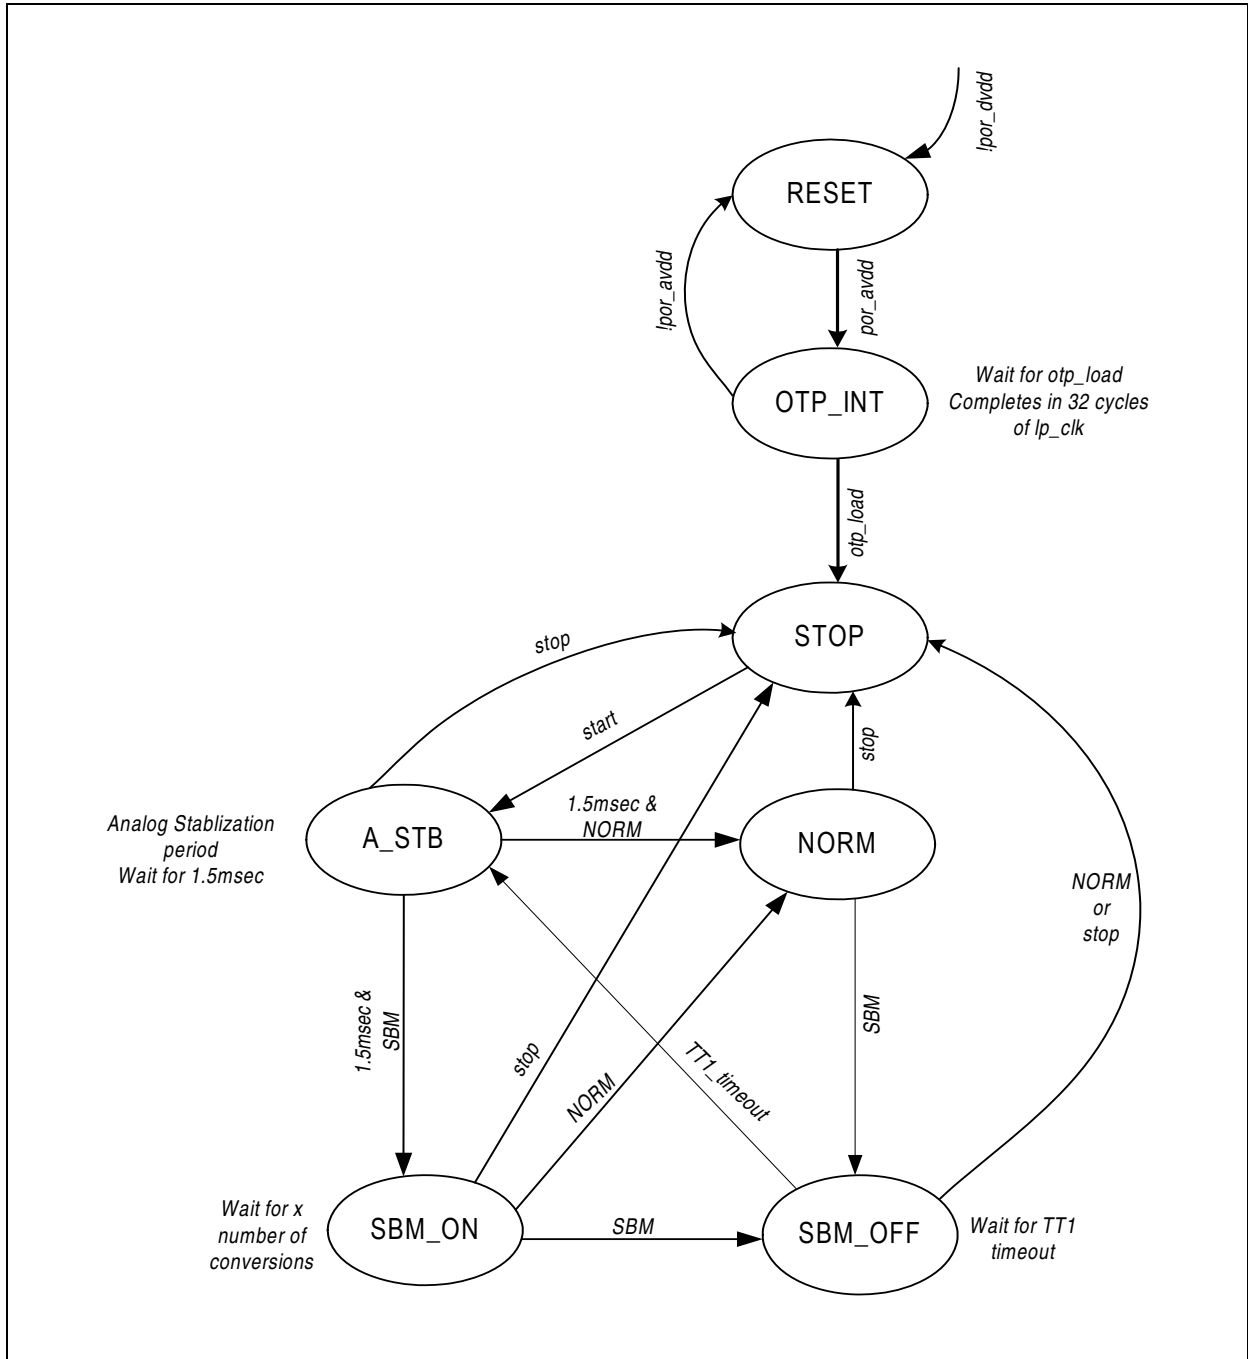 !por_dvdd
RESET
!por_avdd
por_avdd
OTP_INT
Wait for otp_load
Completes in 32 cycles
of lp_clk
otp_load
STOP
stop
start
stop
1.5msec &
NORM
Analog Stablization
period
Wait for 1.5msec
A_STB
NORM
NORM
or
stop
1.5msec &
SBM
stop
NORM
TT1_timeout
SBM
Wait for x
number of
conversions
SBM_ON
SBM
SBM_OFF
Wait for TT1
timeout